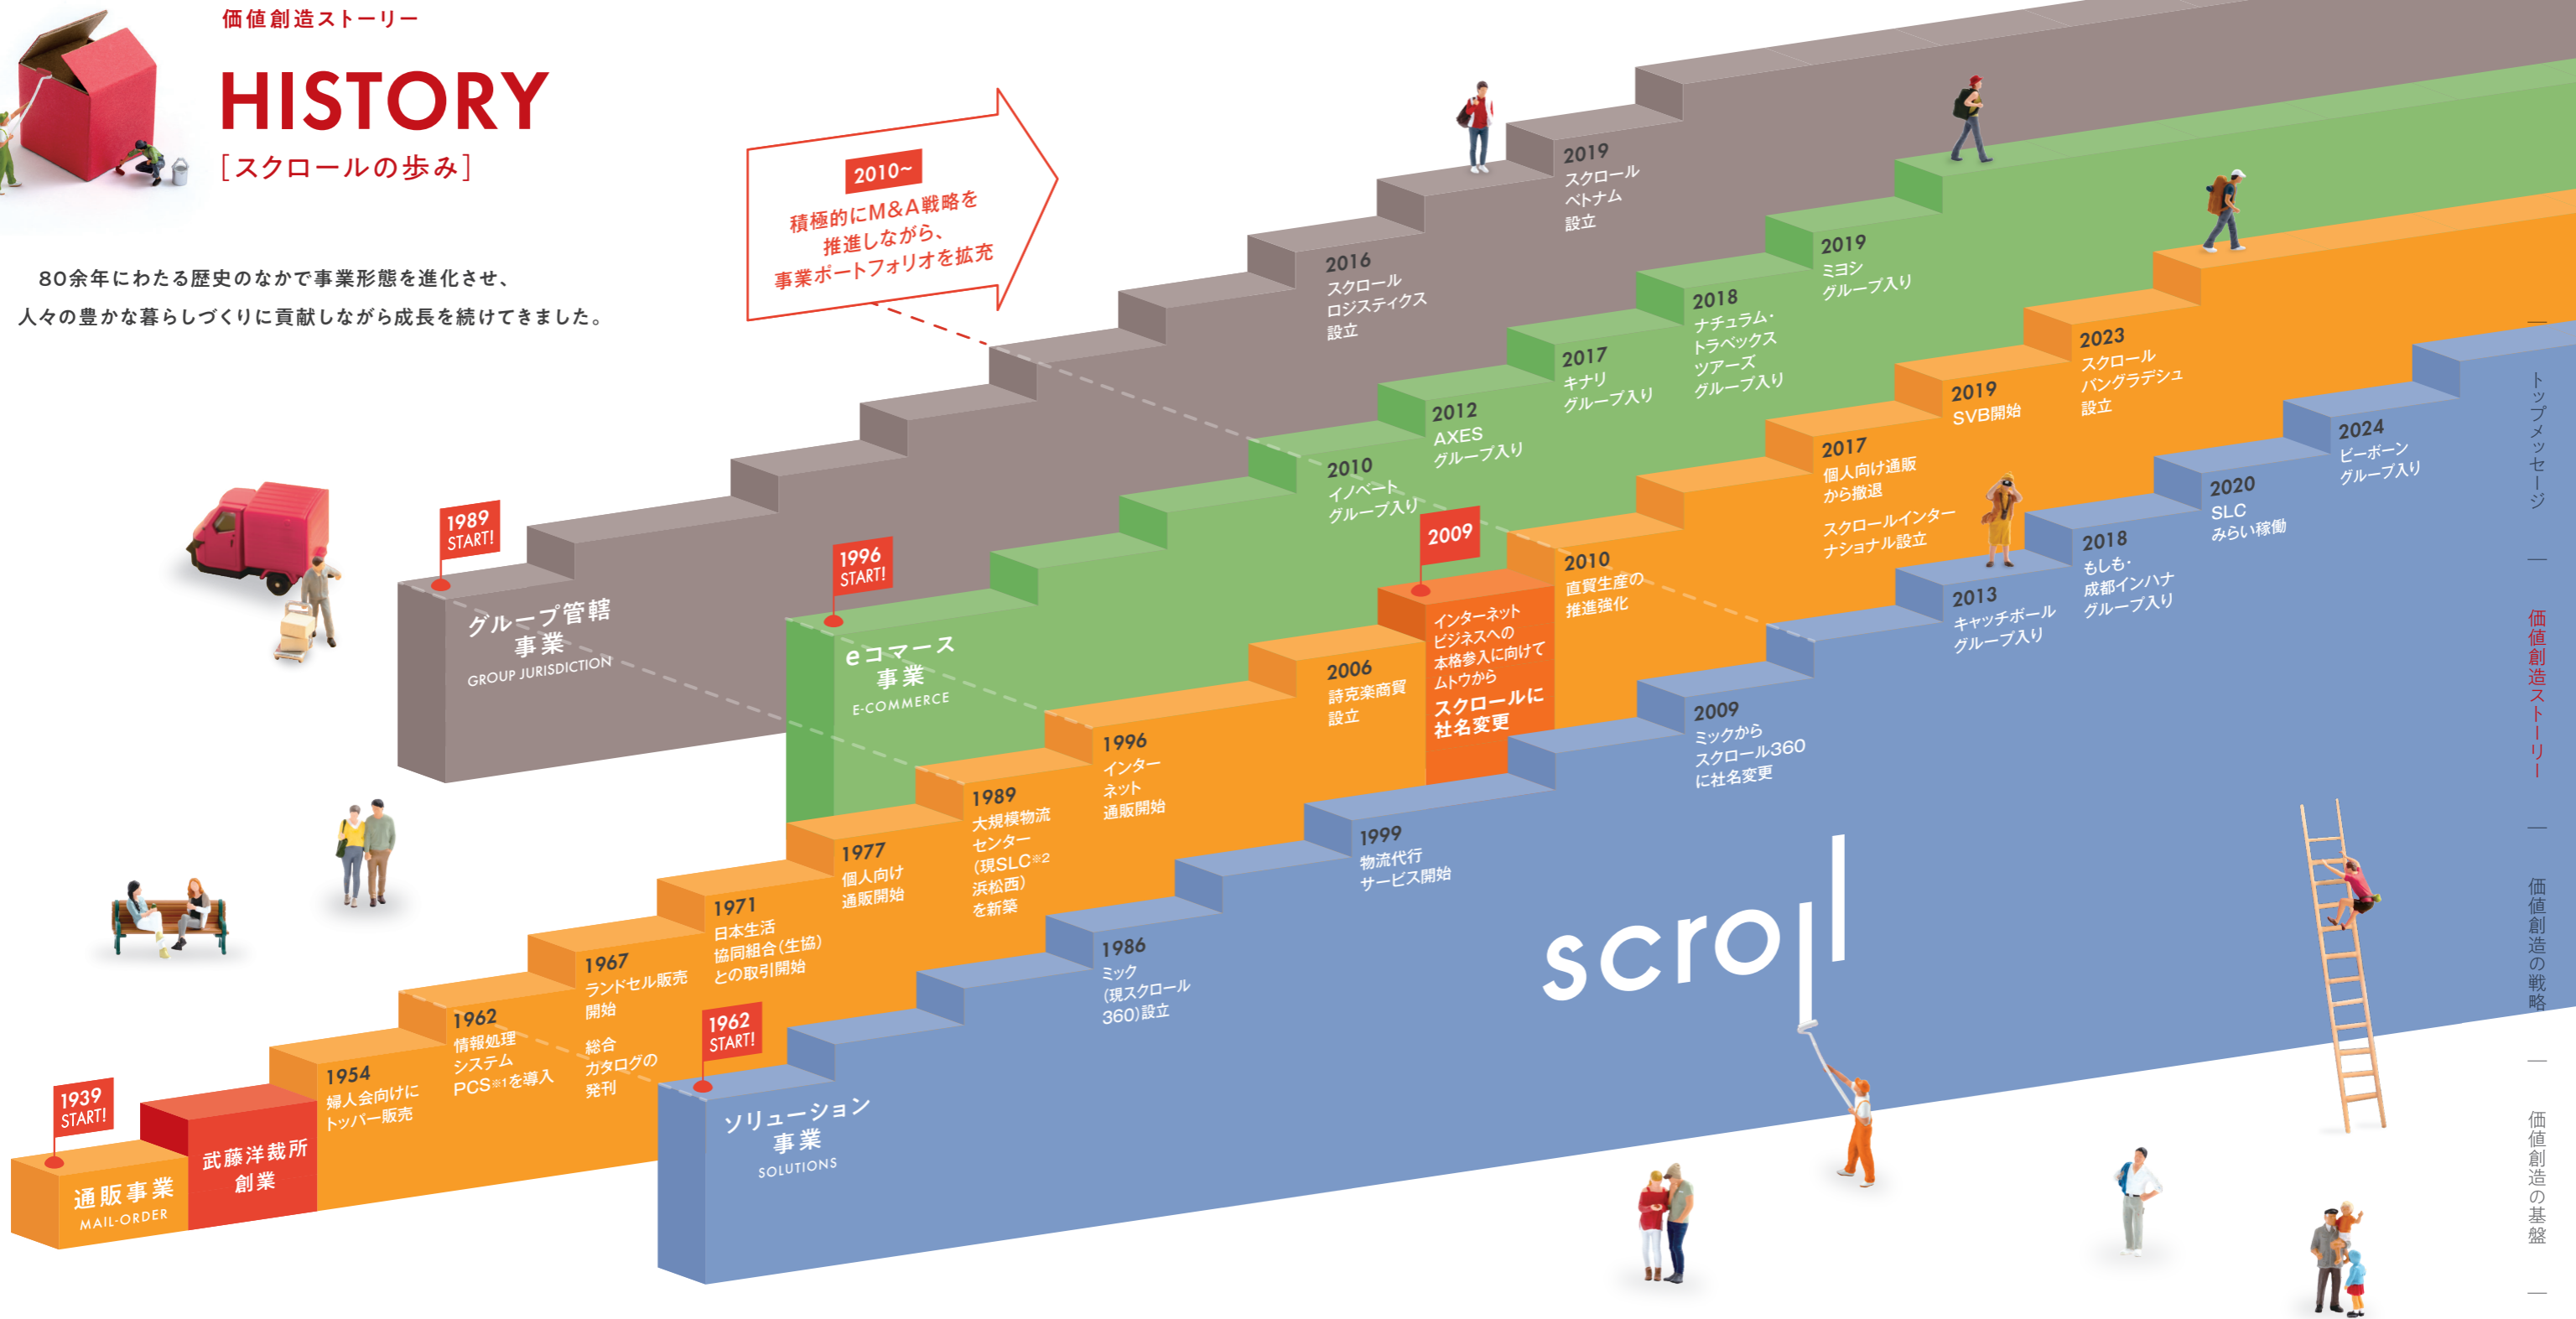 価値創造ストーリー
HISTORY
[スクロールの歩み]
80余年にわたる歴史のなかで事業形態を進化させ、
人々の豊かな暮らしづくりに貢献しながら成長を続けてきました。
2010~
積極的にM&A戦略を
推進しながら、
事業ポートフォリオを拡充
1989
START!
グループ管轄
事業
GROUP JURISDICTION
2016
スクロール
ロジスティクス
設立
2019
スクロール
ベトナム
設立
1996
START!
eコマース
事業
E-COMMERCE
2010
イノベート
グループ入り
2012
AXES
グループ入り
2017
キナリ
グループ入り
2018
ナチュラム・
トラベックス
ツアーズ
グループ入り
2019
ミヨシ
グループ入り
1939
START!
通販事業
MAIL-ORDER
武藤洋裁所
創業
1954
婦人会向けに
トッパー販売
1962
情報処理
システム
PCS※1を導入
1967
ランドセル販売
開始
総合
カタログの
発刊
1971
日本生活
協同組合(生協)
との取引開始
1977
個人向け
通販開始
1989
大規模物流
センター
(現SLC※2
浜松西)
を新築
1996
インター
ネット
通販開始
2006
詩克楽商貿
設立
2009
インターネット
ビジネスへの
本格参入に向けて
ムトウから
スクロールに
社名変更
2010
直貿生産の
推進強化
2017
個人向け通販
から撤退
スクロールインター
ナショナル設立
2019
SVB開始
2023
スクロール
バングラデシュ
設立
1962
START!
ソリューション
事業
SOLUTIONS
1986
ミック
(現スクロール
360)設立
1999
物流代行
サービス開始
2009
ミックから
スクロール360
に社名変更
2013
キャッチボール
グループ入り
2018
もしも・
成都インハナ
グループ入り
2020
SLC
みらい稼働
2024
ビーボーン
グループ入り
scroll
トップメッセージ
価値創造ストーリー
価値創造の戦略
価値創造の基盤